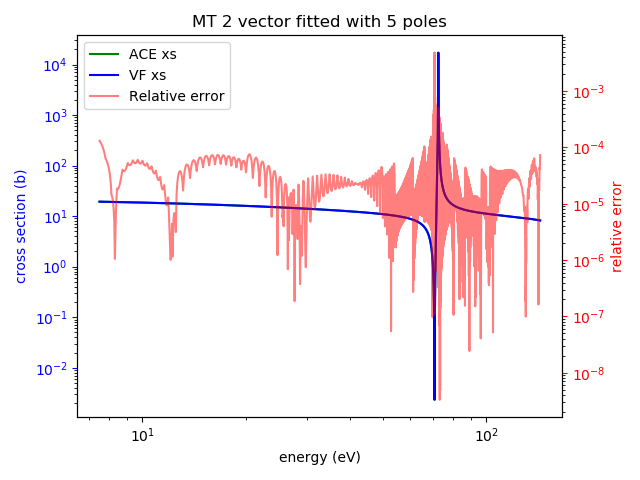 MT 2 vector fitted with 5 poles
ACE xs
VF xs
Relative error
10^4
10^3
10^2
10^1
10^0
10^-1
10^-2
cross section (b)
10^-3
10^-4
10^-5
10^-6
10^-7
10^-8
relative error
10^1
10^2
energy (eV)